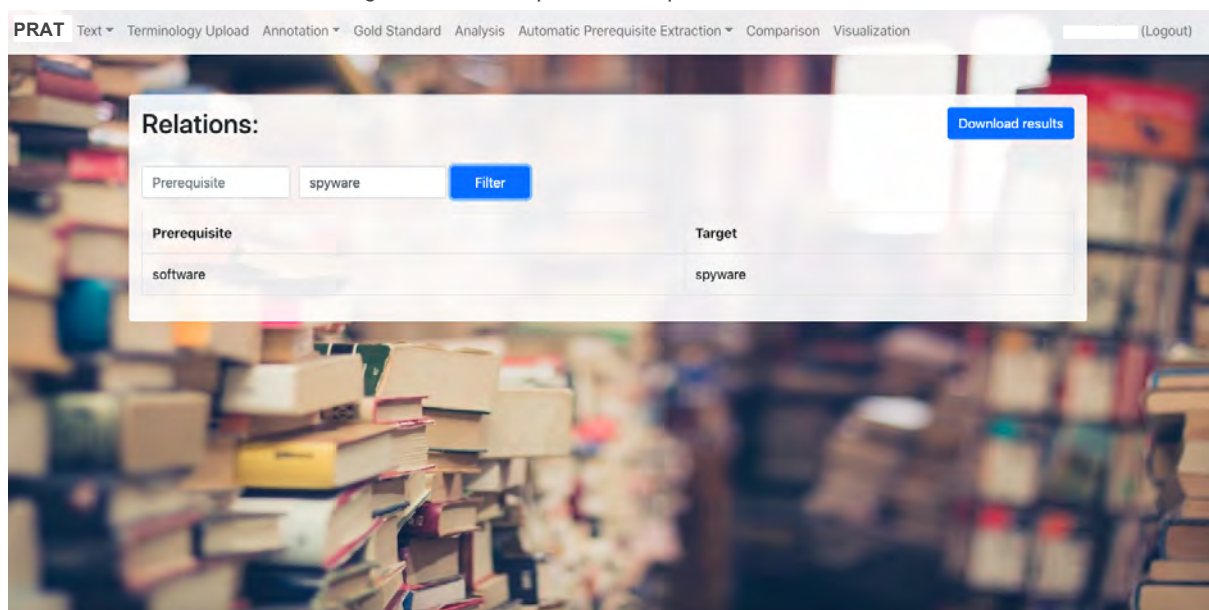 PRAT Text Terminology Upload Annotation Gold Standard Analysis Automatic Prerequisite Extraction Comparison Visualization (Logout)
Relations:
Download results
Prerequisite spyware Filter
Prerequisite Target
software spyware